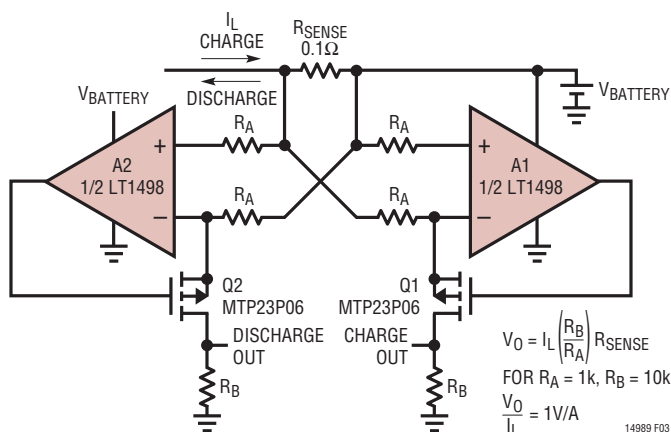 I_L
CHARGE
R_SENSE
0.1Ω
DISCHARGE
V_BATTERY
V_BATTERY
R_A
R_A
+
A2
1/2 LT1498
–
+
A1
1/2 LT1498
–
R_A
R_A
Q2
MTP23P06
Q1
MTP23P06
DISCHARGE
OUT
CHARGE
OUT
R_B
R_B
V_O = I_L (R_B/R_A) R_SENSE
FOR R_A = 1k, R_B = 10k
V_O/I_L = 1V/A
14989 F03